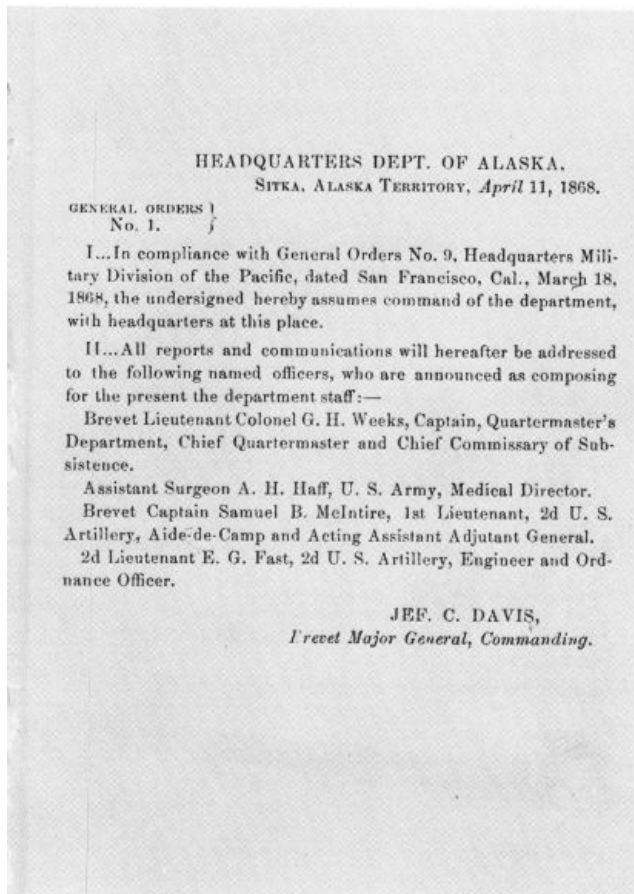 HEADQUARTERS DEPT. OF ALASKA,
SITKA, ALASKA TERRITORY, April 11, 1868.
GENERAL ORDERS }
No. 1.
I...In compliance with General Orders No. 9, Headquarters Mili-
tary Division of the Pacific, dated San Francisco, Cal., March 18,
1868, the undersigned hereby assumes command of the department,
with headquarters at this place.
II...All reports and communications will hereafter be addressed
to the following named officers, who are announced as composing
for the present the department staff:—
Brevet Lieutenant Colonel G. H. Weeks, Captain, Quartermaster's
Department, Chief Quartermaster and Chief Commissary of Sub-
sistence.
Assistant Surgeon A. H. Haff, U. S. Army, Medical Director.
Brevet Captain Samuel B. McIntire, 1st Lieutenant, 2d U. S.
Artillery, Aide-de-Camp and Acting Assistant Adjutant General.
2d Lieutenant E. G. Fast, 2d U. S. Artillery, Engineer and Ord-
nance Officer.
JEF. C. DAVIS,
Brevet Major General, Commanding.